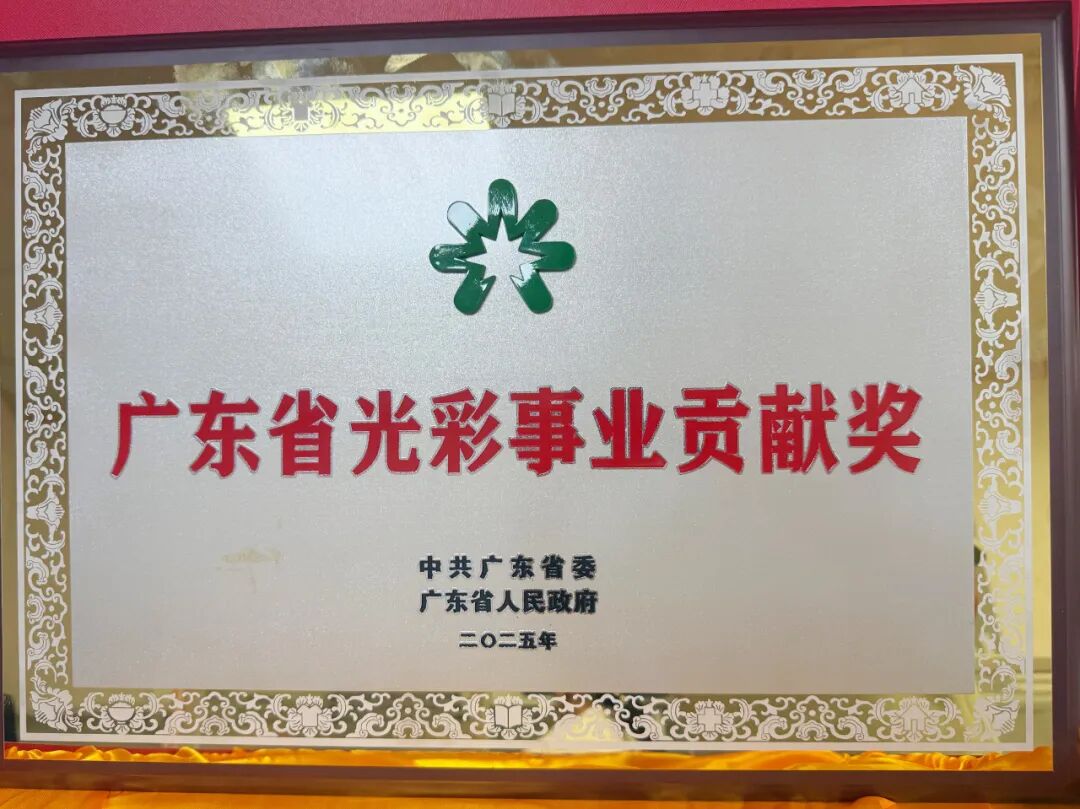 广东省光彩事业贡献奖
中共广东省委
广东省人民政府
二〇二五年